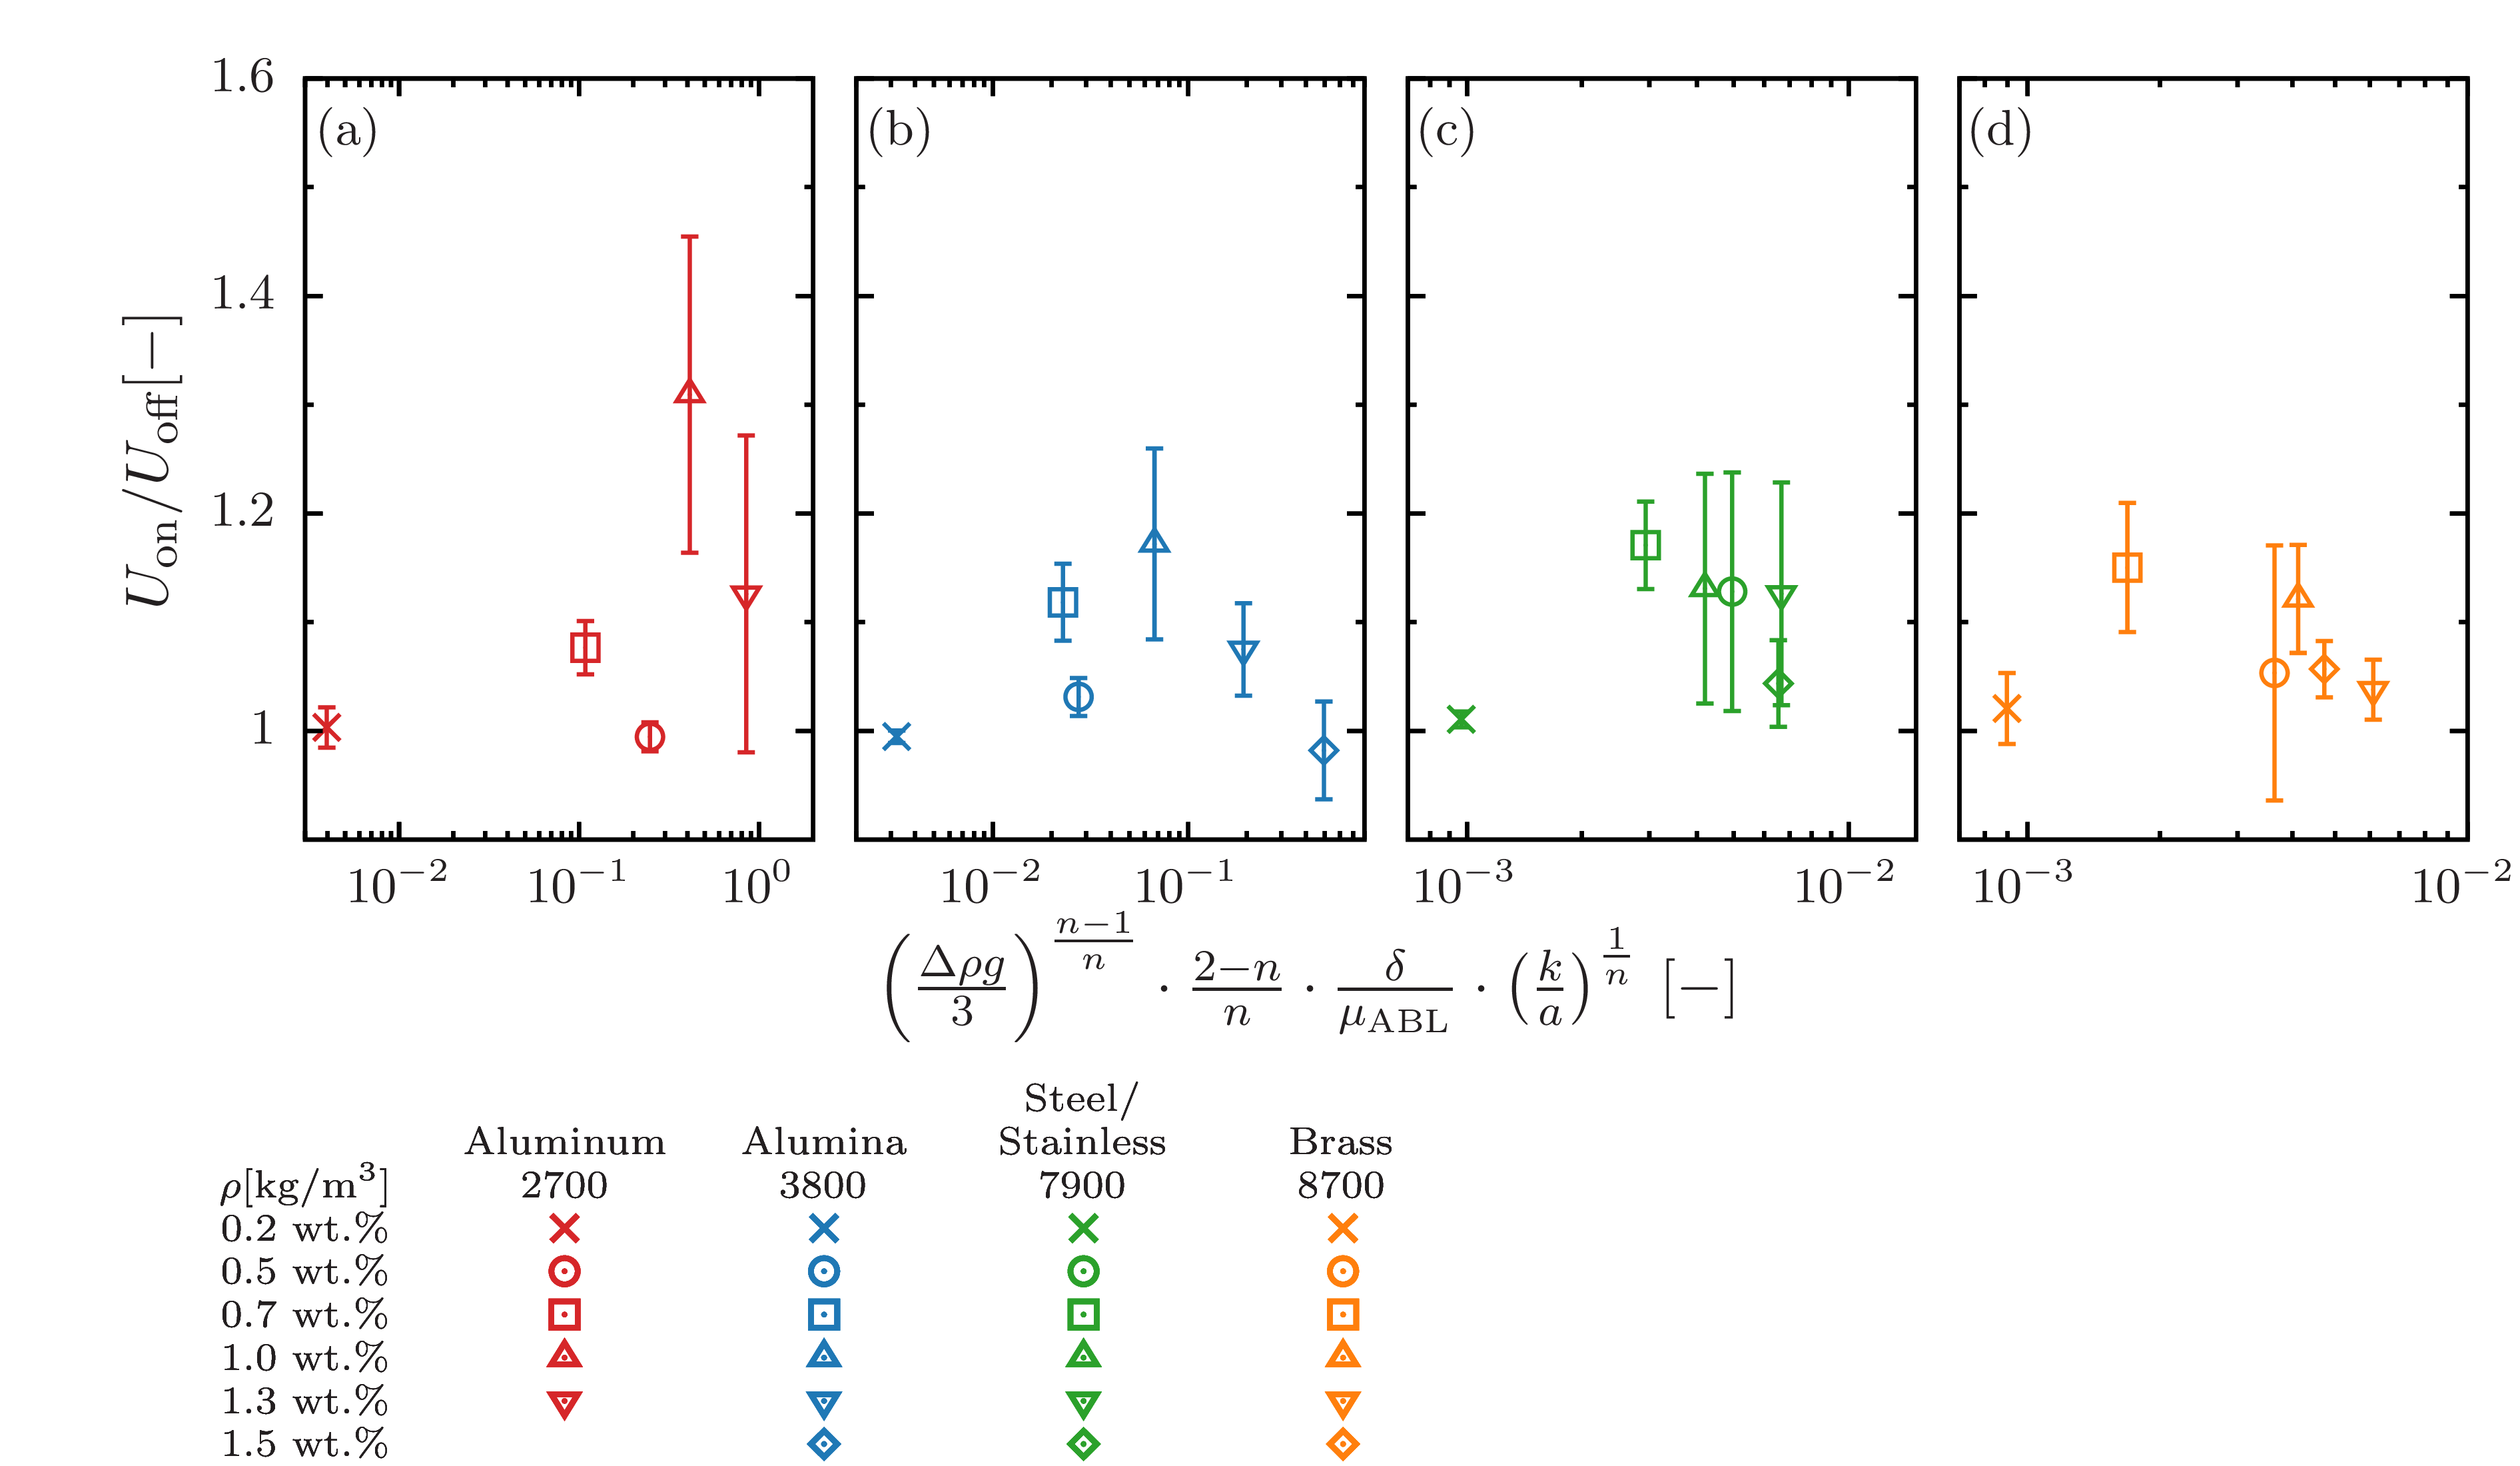 1.6
1.4
1.2
1
U_on/U_off[−]
(a) (b) (c) (d)
10^−2 10^−1 10^0 10^−2 10^−1 10^−3 10^−2 10^−3 10^−2
(Δρg/3)^((n−1)/n) · (2−n)/n · δ/μ_ABL · (k/a)^(1/n) [−]
Steel/
Aluminum Alumina Stainless Brass
ρ[kg/m³] 2700 3800 7900 8700
0.2 wt.%
0.5 wt.%
0.7 wt.%
1.0 wt.%
1.3 wt.%
1.5 wt.%